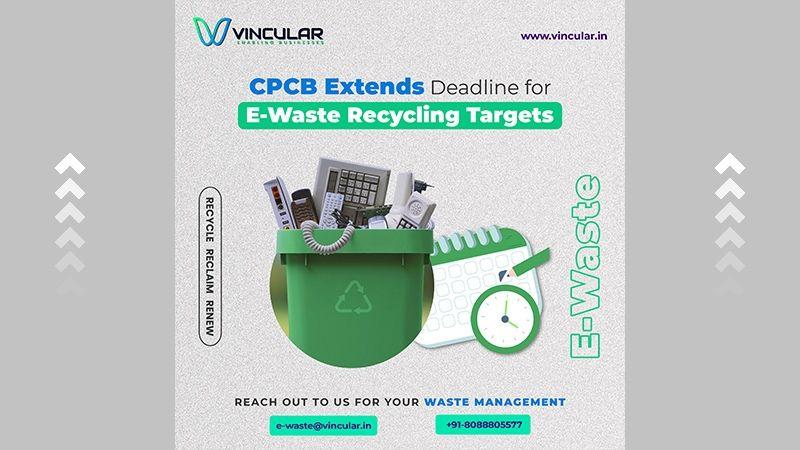 VINCULAR
ENABLING BUSINESSES
www.vincular.in
CPCB Extends Deadline for
E-Waste Recycling Targets
RECYCLE RECLAIM RENEW
E-Waste
REACH OUT TO US FOR YOUR WASTE MANAGEMENT
e-waste@vincular.in
+91-8088805577